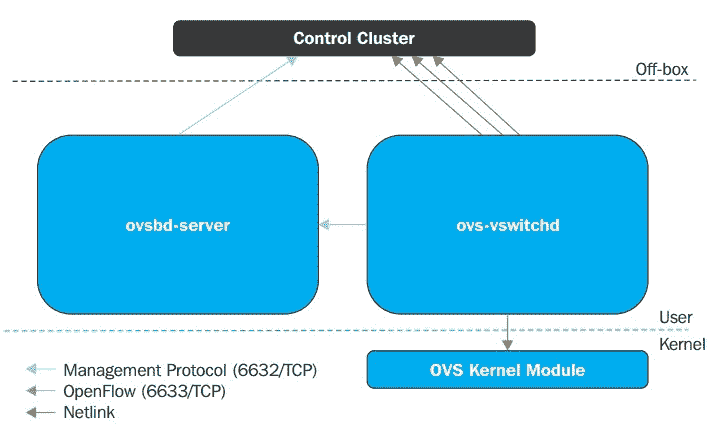 Control Cluster
Off-box
ovsbd-server
ovs-vswitchd
User
Kernel
Management Protocol (6632/TCP)
OpenFlow (6633/TCP)
Netlink
OVS Kernel Module